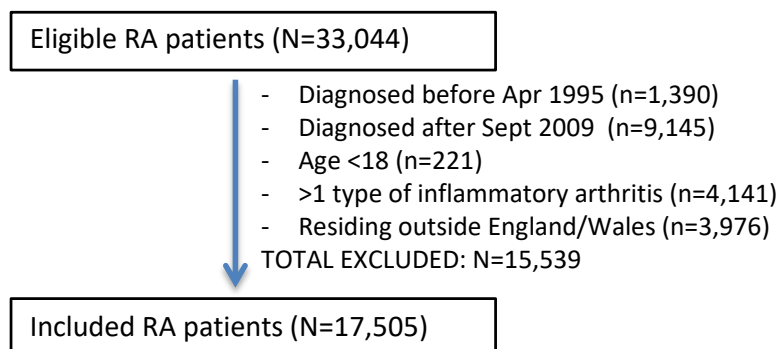 Eligible RA patients (N=33,044)
- Diagnosed before Apr 1995 (n=1,390)
- Diagnosed after Sept 2009 (n=9,145)
- Age <18 (n=221)
- >1 type of inflammatory arthritis (n=4,141)
- Residing outside England/Wales (n=3,976)
TOTAL EXCLUDED: N=15,539
Included RA patients (N=17,505)